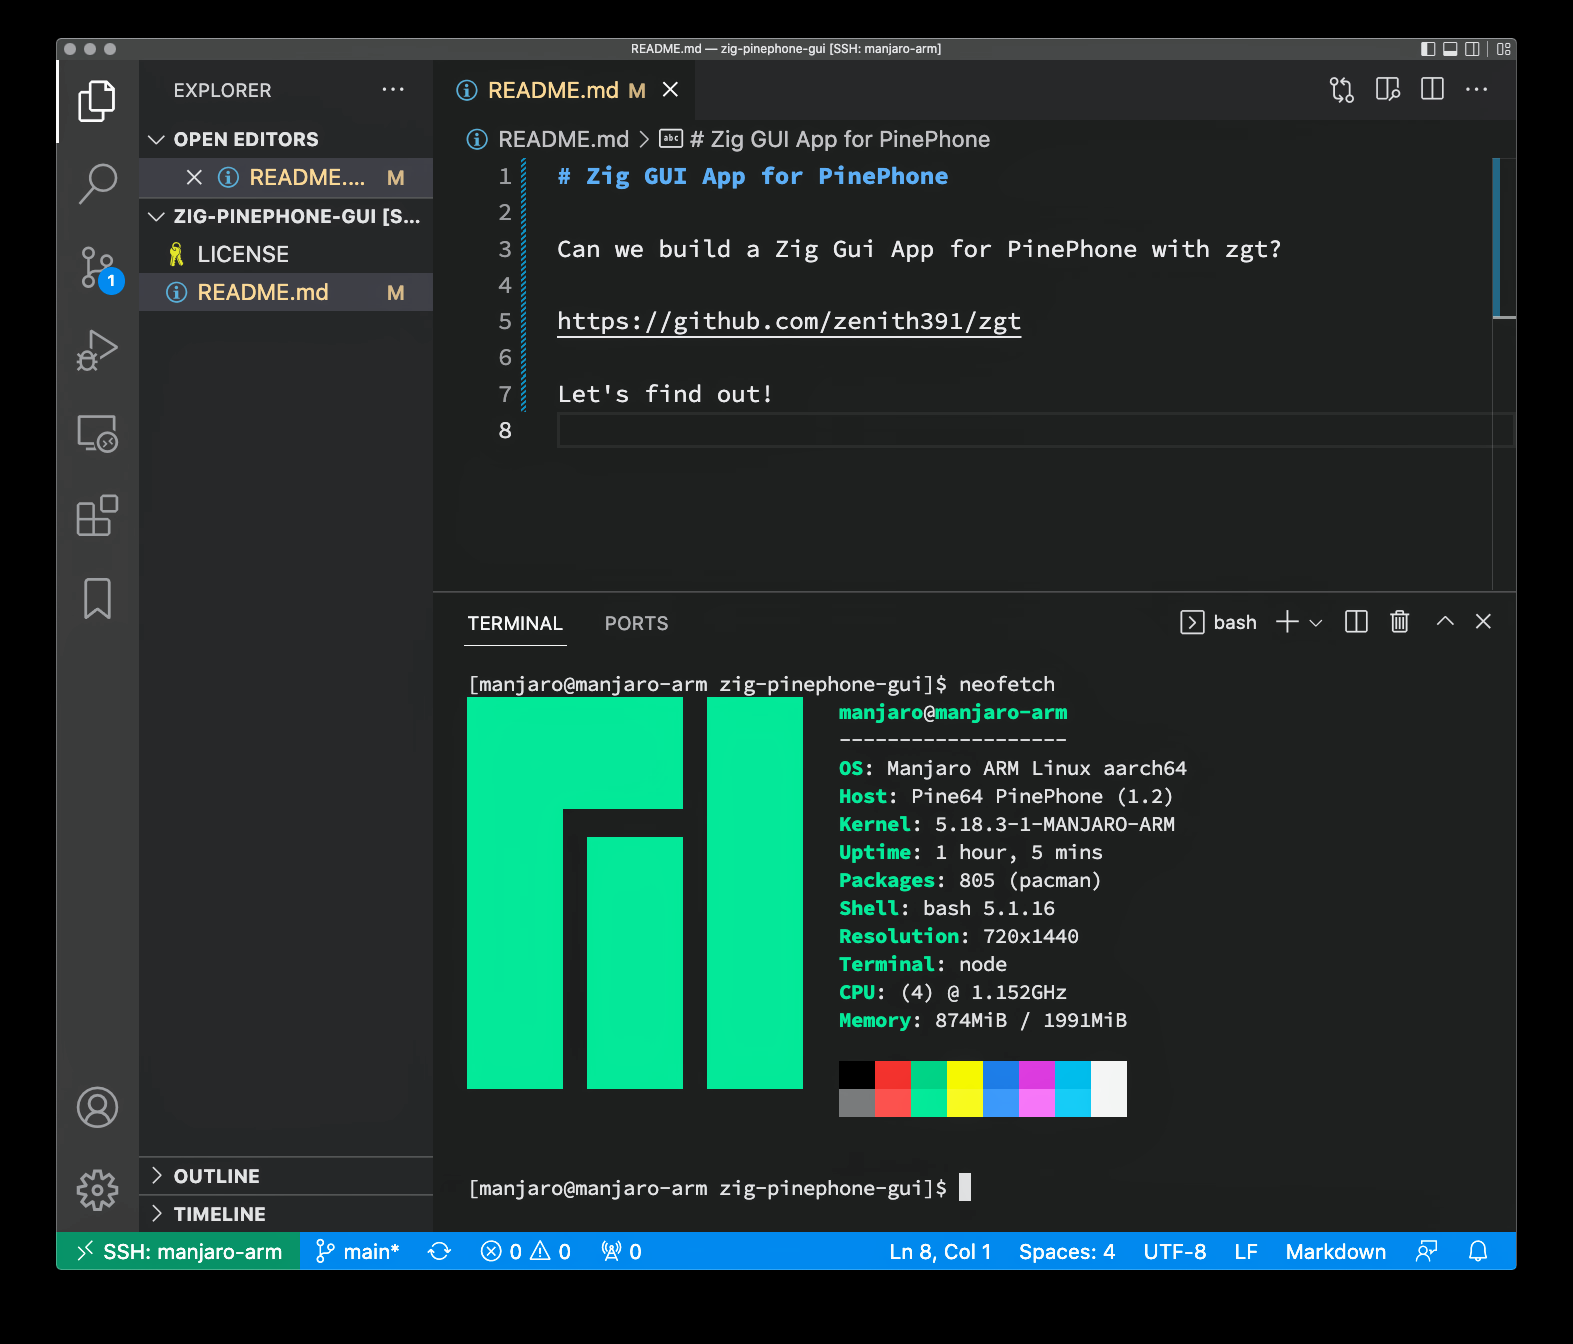 README.md — zig-pinephone-gui [SSH: manjaro-arm]
EXPLORER
OPEN EDITORS
README.... M
ZIG-PINEPHONE-GUI [S...
LICENSE
README.md M
1
README.md M
README.md > abc # Zig GUI App for PinePhone
1 # Zig GUI App for PinePhone
2
3 Can we build a Zig Gui App for PinePhone with zgt?
4
5 https://github.com/zenith391/zgt
6
7 Let's find out!
8
TERMINAL PORTS bash
[manjaro@manjaro-arm zig-pinephone-gui]$ neofetch
manjaro@manjaro-arm
-------------------
OS: Manjaro ARM Linux aarch64
Host: Pine64 PinePhone (1.2)
Kernel: 5.18.3-1-MANJARO-ARM
Uptime: 1 hour, 5 mins
Packages: 805 (pacman)
Shell: bash 5.1.16
Resolution: 720x1440
Terminal: node
CPU: (4) @ 1.152GHz
Memory: 874MiB / 1991MiB
[manjaro@manjaro-arm zig-pinephone-gui]$
OUTLINE
TIMELINE
SSH: manjaro-arm main* 0 0 0 Ln 8, Col 1 Spaces: 4 UTF-8 LF Markdown